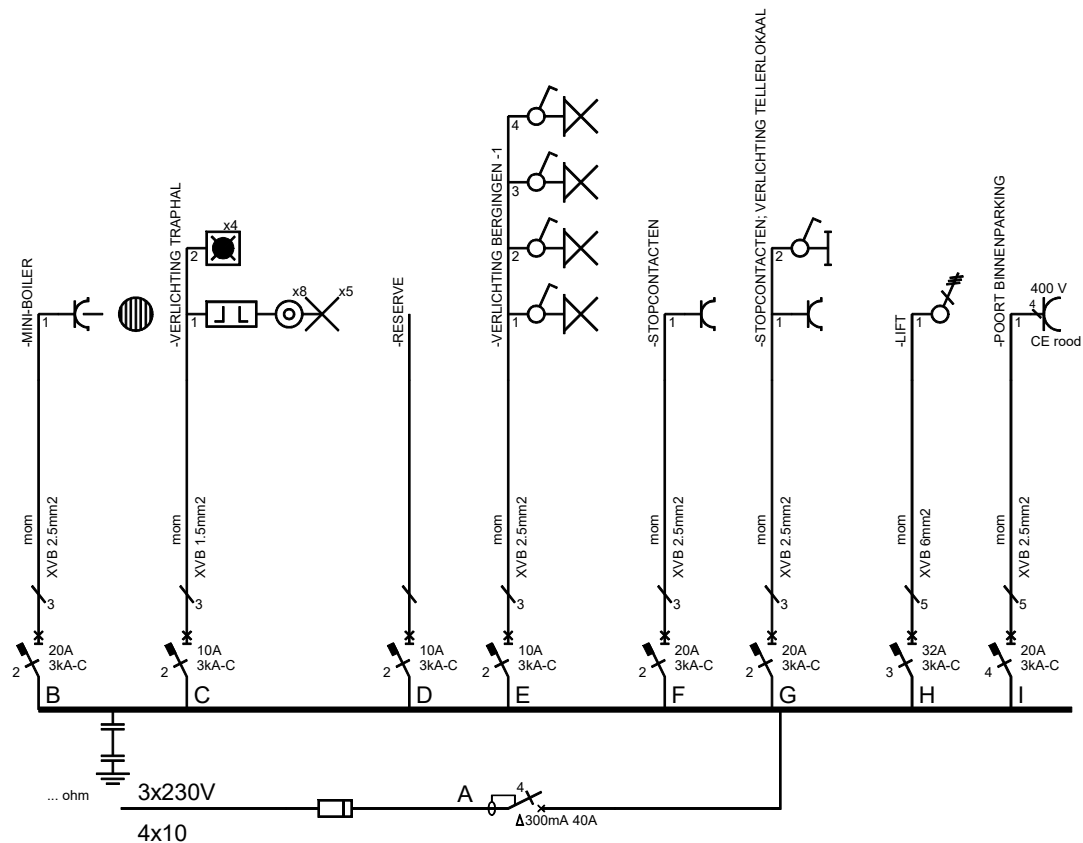 -MINI-BOILER
1
mom
XVB 2.5mm2
3
20A
3kA-C
2
B
-VERLICHTING TRAPHAL
x4
2
1
x8
x5
mom
XVB 1.5mm2
3
10A
3kA-C
2
C
-RESERVE
10A
3kA-C
2
D
-VERLICHTING BERGINGEN -1
4
3
2
1
mom
XVB 2.5mm2
3
10A
3kA-C
2
E
-STOPCONTACTEN
1
mom
XVB 2.5mm2
3
20A
3kA-C
2
F
-STOPCONTACTEN; VERLICHTING TELLERLOKAAL
2
1
mom
XVB 2.5mm2
3
20A
3kA-C
2
G
-LIFT
1
mom
XVB 6mm2
5
32A
3kA-C
3
H
-POORT BINNENPARKING
400 V
4
1
CE rood
mom
XVB 2.5mm2
5
20A
3kA-C
4
I
... ohm
3x230V
4x10
A
4
Δ300mA 40A